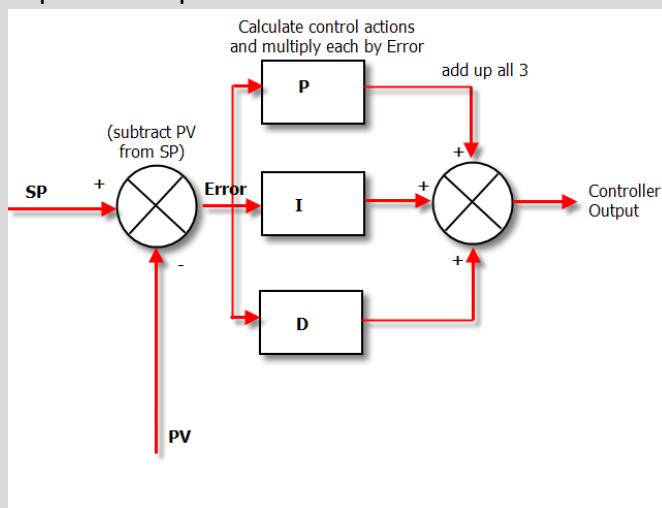 Calculate control actions
and multiply each by Error
P
add up all 3
(subtract PV
from SP)
+
SP
+
Error
I
+
Controller
Output
-
+
D
PV